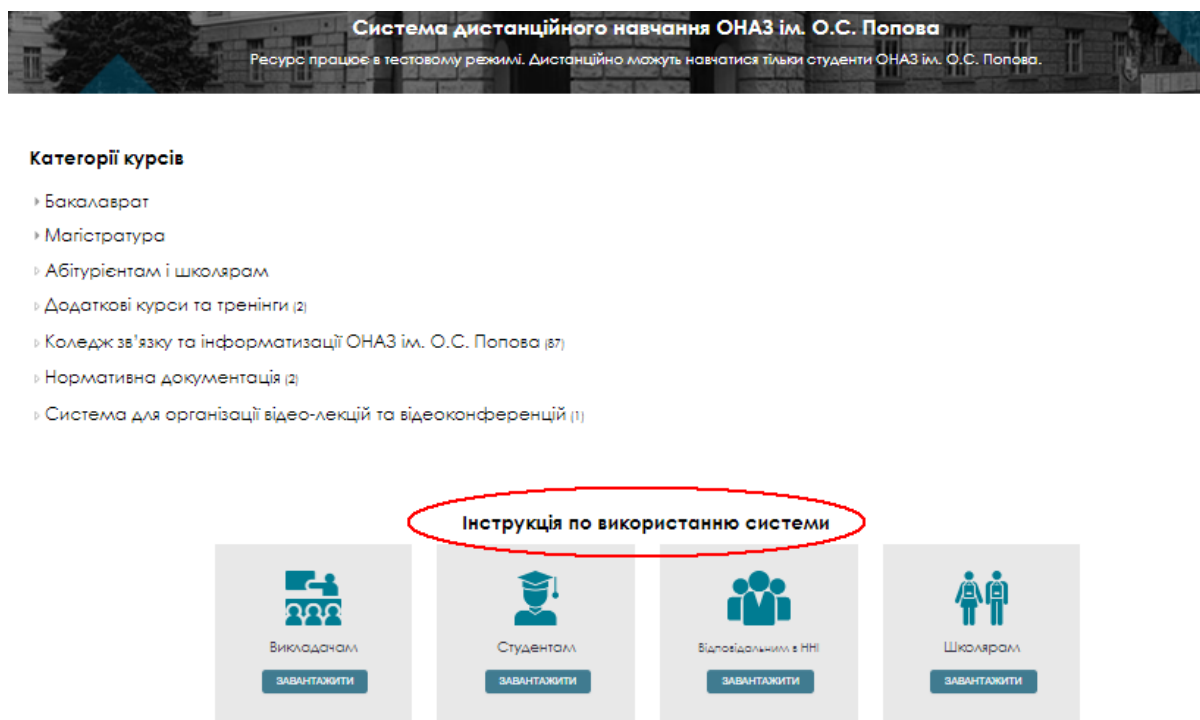 Система дистанційного навчання ОНАЗ ім. О.С. Попова
Ресурс працює в тестовому режимі. Дистанційно можуть навчатися тільки студенти ОНАЗ ім. О.С. Попова.
Категорії курсів
Бакалаврат
Магістратура
Абітурієнтам і школярам
Додаткові курси та тренінги (2)
Коледж зв'язку та інформатизації ОНАЗ ім. О.С. Попова (87)
Нормативна документація (2)
Система для організації відео-лекцій та відеоконференцій (1)
Інструкція по використанню системи
Викладачам Студентам Відповідальним в ННІ Школярам
ЗАВАНТАЖИТИ ЗАВАНТАЖИТИ ЗАВАНТАЖИТИ ЗАВАНТАЖИТИ